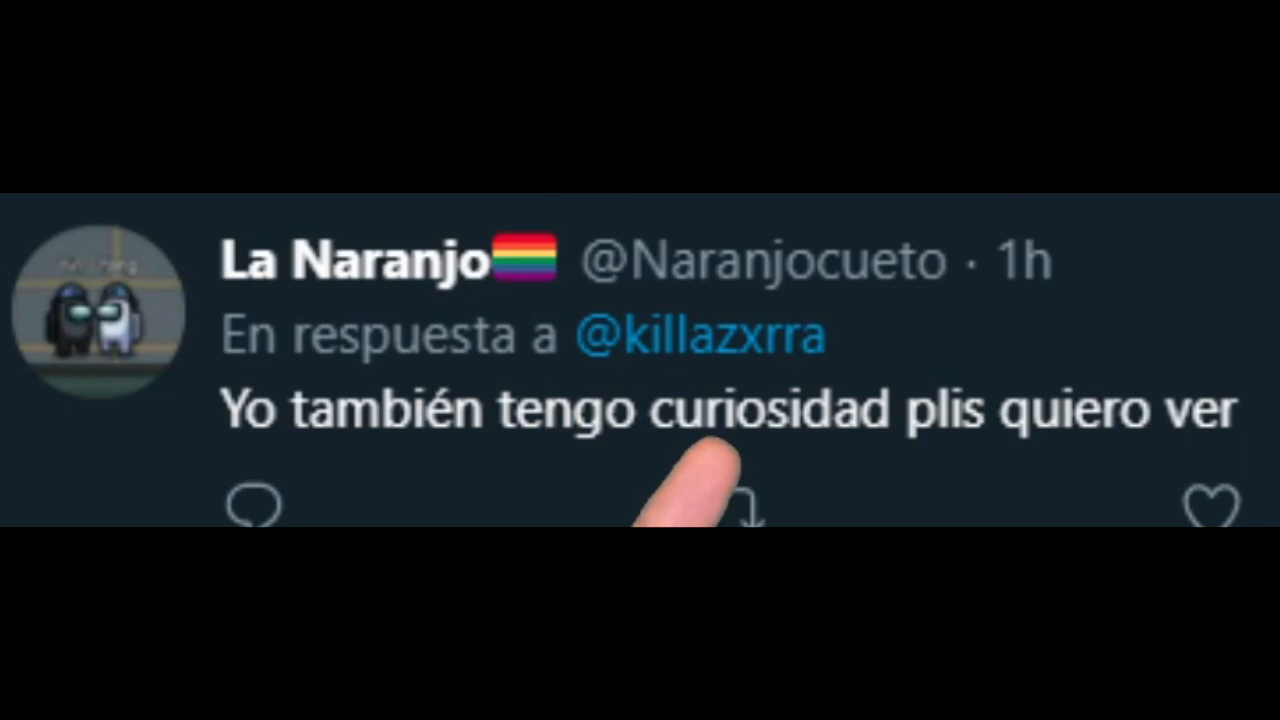 La Naranjo🏳️‍🌈 @Naranjocueto · 1h
En respuesta a @killazxrra
Yo también tengo curiosidad plis quiero ver